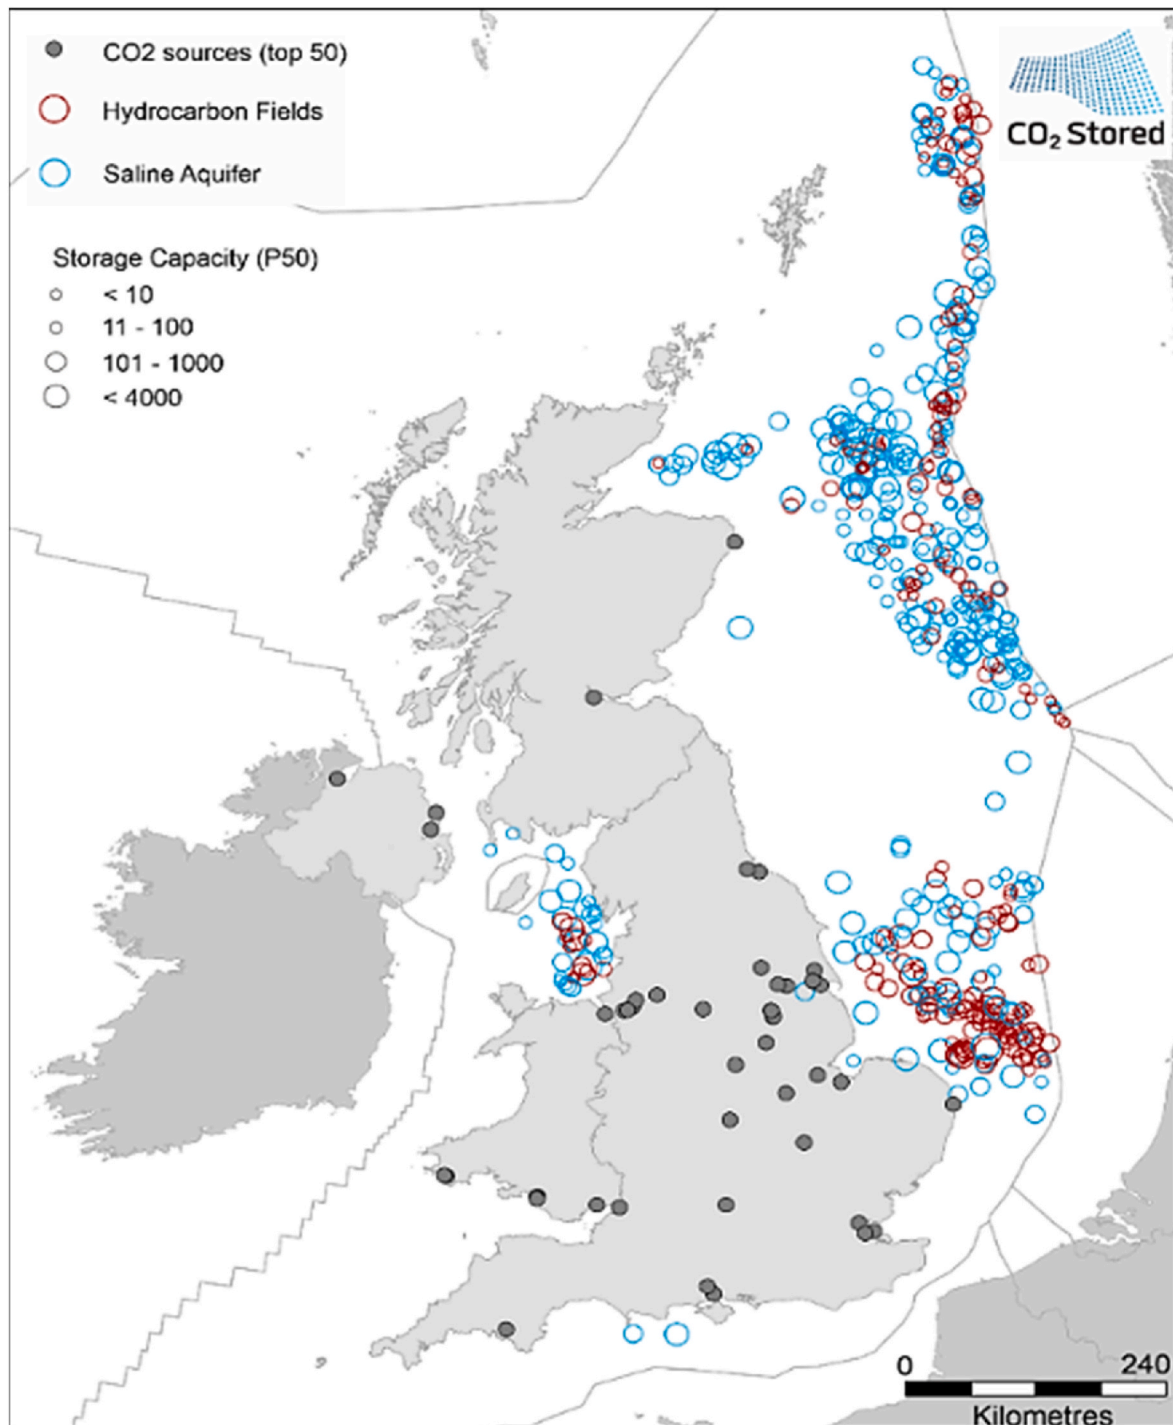 CO2 sources (top 50)
Hydrocarbon Fields
Saline Aquifer
CO₂ Stored
Storage Capacity (P50)
< 10
11 - 100
101 - 1000
< 4000
0 240
Kilometres